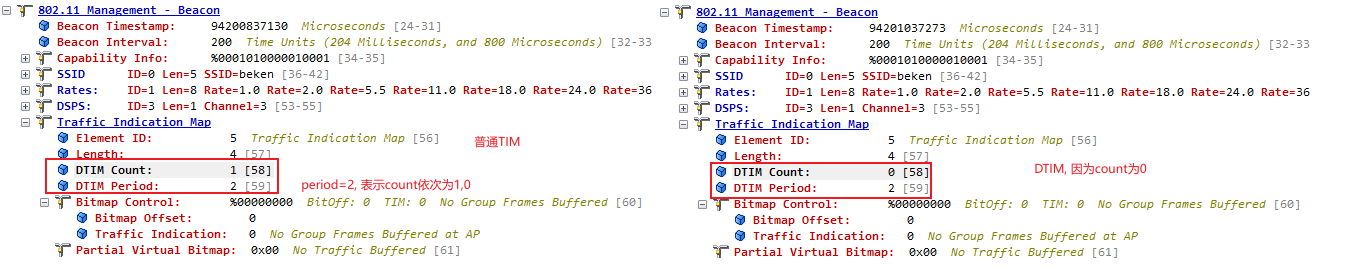 802.11 Management - Beacon
Beacon Timestamp: 94200837130 Microseconds [24-31]
Beacon Interval: 200 Time Units (204 Milliseconds, and 800 Microseconds) [32-33
Capability Info: %0001010000010001 [34-35]
SSID ID=0 Len=5 SSID=beken [36-42]
Rates: ID=1 Len=8 Rate=1.0 Rate=2.0 Rate=5.5 Rate=11.0 Rate=18.0 Rate=24.0 Rate=36
DSPS: ID=3 Len=1 Channel=3 [53-55]
Traffic Indication Map
Element ID: 5 Traffic Indication Map [56]
普通TIM
Length: 4 [57]
DTIM Count: 1 [58]
DTIM Period: 2 [59]
period=2, 表示count依次为1,0
Bitmap Control: %00000000 BitOff: 0 TIM: 0 No Group Frames Buffered [60]
Bitmap Offset: 0
Traffic Indication: 0 No Group Frames Buffered at AP
Partial Virtual Bitmap: 0x00 No Traffic Buffered [61]
802.11 Management - Beacon
Beacon Timestamp: 94201037273 Microseconds [24-31]
Beacon Interval: 200 Time Units (204 Milliseconds, and 800 Microseconds) [32-33
Capability Info: %0001010000010001 [34-35]
SSID ID=0 Len=5 SSID=beken [36-42]
Rates: ID=1 Len=8 Rate=1.0 Rate=2.0 Rate=5.5 Rate=11.0 Rate=18.0 Rate=24.0 Rate=36
DSPS: ID=3 Len=1 Channel=3 [53-55]
Traffic Indication Map
Element ID: 5 Traffic Indication Map [56]
Length: 4 [57]
DTIM Count: 0 [58]
DTIM, 因为count为0
DTIM Period: 2 [59]
Bitmap Control: %00000000 BitOff: 0 TIM: 0 No Group Frames Buffered [60]
Bitmap Offset: 0
Traffic Indication: 0 No Group Frames Buffered at AP
Partial Virtual Bitmap: 0x00 No Traffic Buffered [61]